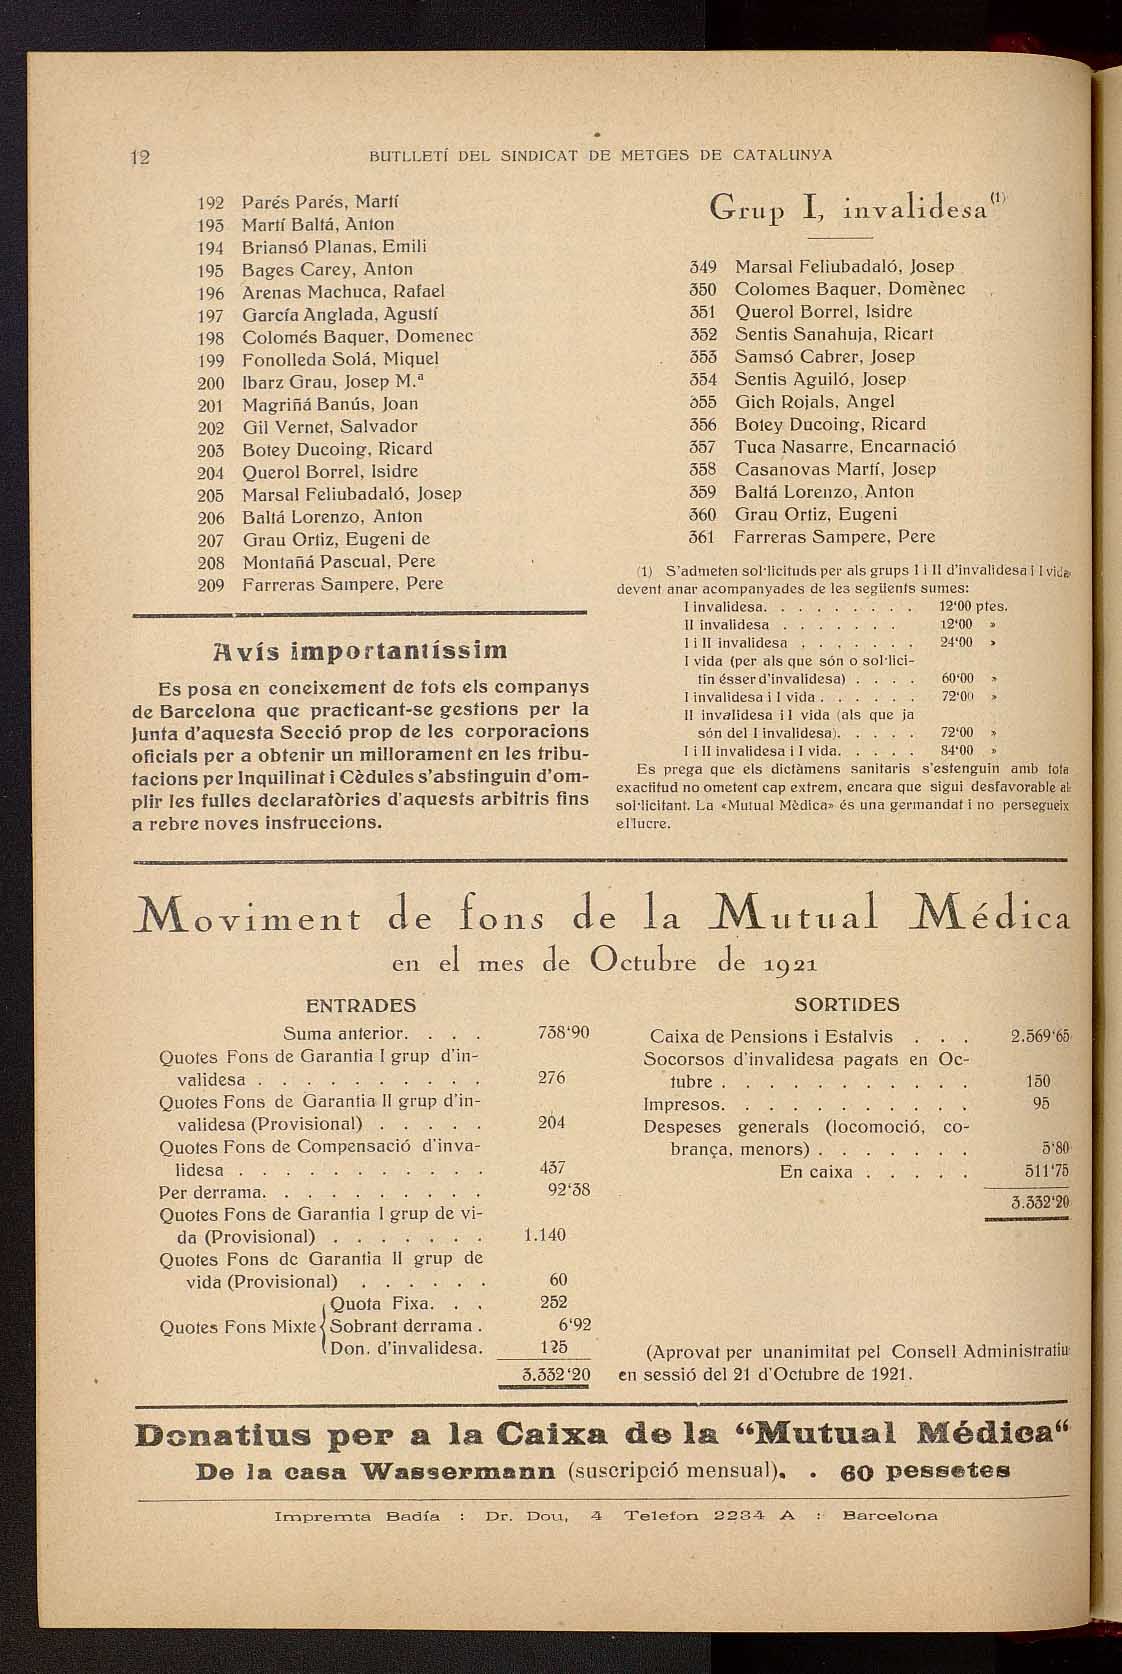 12
BUTLLETÍ DEL SINDICAT DE METGES DE CATALUNYA
192 Parés Parés, Martí
193 Martí Baltá, Anton
194 Briansó Planas, Emili
195 Bages Carey, Anton
196 Arenas Machuca, Rafael
197 García Anglada, Agustí
198 Colomés Baquer, Domenec
199 Fonolleda Solá, Miquel
200 Ibarz Grau, Josep M.ª
201 Magriñá Banús, Joan
202 Gil Vernet, Salvador
203 Botey Ducoing, Ricard
204 Querol Borrel, Isidre
205 Marsal Feliubadaló, Josep
206 Baltá Lorenzo, Anton
207 Grau Ortiz, Eugeni de
208 Montañá Pascual, Pere
209 Farreras Sampere, Pere
Avís importantíssim
Es posa en coneixement de tots els companys
de Barcelona que practicant-se gestions per la
Junta d'aquesta Secció prop de les corporacions
oficials per a obtenir un millorament en les tribu-
tacions per Inquilinat i Cèdules s'abstinguin d'om-
plir les fulles declaratòries d'aquests arbitris fins
a rebre noves instruccions.
Grup I, invalidesa (1)
349 Marsal Feliubadaló, Josep
350 Colomes Baquer, Domènec
351 Querol Borrel, Isidre
352 Sentis Sanahuja, Ricart
353 Samsó Cabrer, Josep
354 Sentis Aguiló, Josep
355 Gich Rojals, Angel
356 Botey Ducoing, Ricard
357 Tuca Nasarre, Encarnació
358 Casanovas Martí, Josep
359 Baltá Lorenzo, Anton
360 Grau Ortiz, Eugeni
361 Farreras Sampere, Pere
(1) S'admeten sol·licituds per als grups I i II d'invalidesa i I vida,
devent anar acompanyades de les següents sumes:
I invalidesa. . . . . . . . . 12'00 ptes.
II invalidesa . . . . . . . 12'00 »
I i II invalidesa . . . . . . . 24'00 »
I vida (per als que són o sol·lici-
tin ésser d'invalidesa) . . . . 60'00 »
I invalidesa i I vida . . . . . . 72'00 »
II invalidesa i I vida (als que ja
són del I invalidesa). . . . . 72'00 »
I i II invalidesa i I vida. . . . . 84'00 »
Es prega que els dictàmens sanitaris s'estenguin amb tota
exactitud no ometent cap extrem, encara que sigui desfavorable al
sol·licitant. La «Mutual Mèdica» és una germandat i no persegueix
el lucre.
Moviment de fons de la Mutual Médica
en el mes de Octubre de 1921
ENTRADES
Suma anterior. . . . 738'90
Quotes Fons de Garantia I grup d'in-
validesa . . . . . . . . . . 276
Quotes Fons de Garantia II grup d'in-
validesa (Provisional) . . . . . 204
Quotes Fons de Compensació d'inva-
lidesa . . . . . . . . . . . 437
Per derrama. . . . . . . . . . 92'38
Quotes Fons de Garantia I grup de vi-
da (Provisional) . . . . . . . 1.140
Quotes Fons de Garantia II grup de
vida (Provisional) . . . . . . 60
Quota Fixa. . . 252
Quotes Fons Mixte { Sobrant derrama . 6'92
Don. d'invalidesa. 125
3.332'20
SORTIDES
Caixa de Pensions i Estalvis . . . 2.569'65
Socorsos d'invalidesa pagats en Oc-
tubre . . . . . . . . . . . 150
Impresos. . . . . . . . . . . 95
Despeses generals (locomoció, co-
brança, menors) . . . . . . . 5'80
En caixa . . . . . 511'75
3.332'20
(Aprovat per unanimitat pel Consell Administratiu
en sessió del 21 d'Octubre de 1921.
Donatius per a la Caixa de la "Mutual Médica"
De la casa Wassermann (suscripció mensual). . 60 pessetes
Impremta Badía : Dr. Dou, 4 Telefon 2234 A : Barcelona